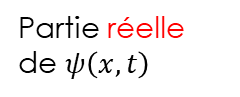 Partie réelle
de 𝜓(𝑥, 𝑡)